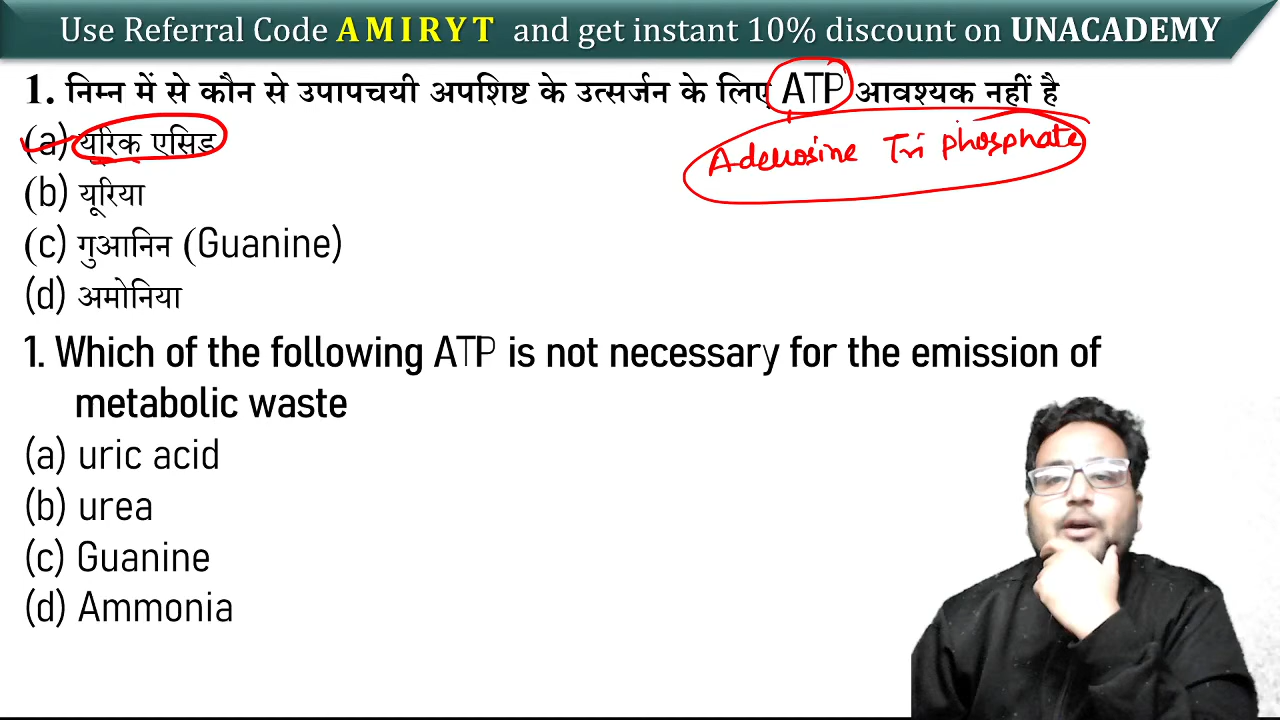 Use Referral Code AMIRYT and get instant 10% discount on UNACADEMY
1. निम्न में से कौन से उपापचयी अपशिष्ट के उत्सर्जन के लिए ATP आवश्यक नहीं है
(a) यूरिक एसिड
Adenosine Tri phosphate
(b) यूरिया
(c) गुआनिन (Guanine)
(d) अमोनिया
1. Which of the following ATP is not necessary for the emission of
metabolic waste
(a) uric acid
(b) urea
(c) Guanine
(d) Ammonia